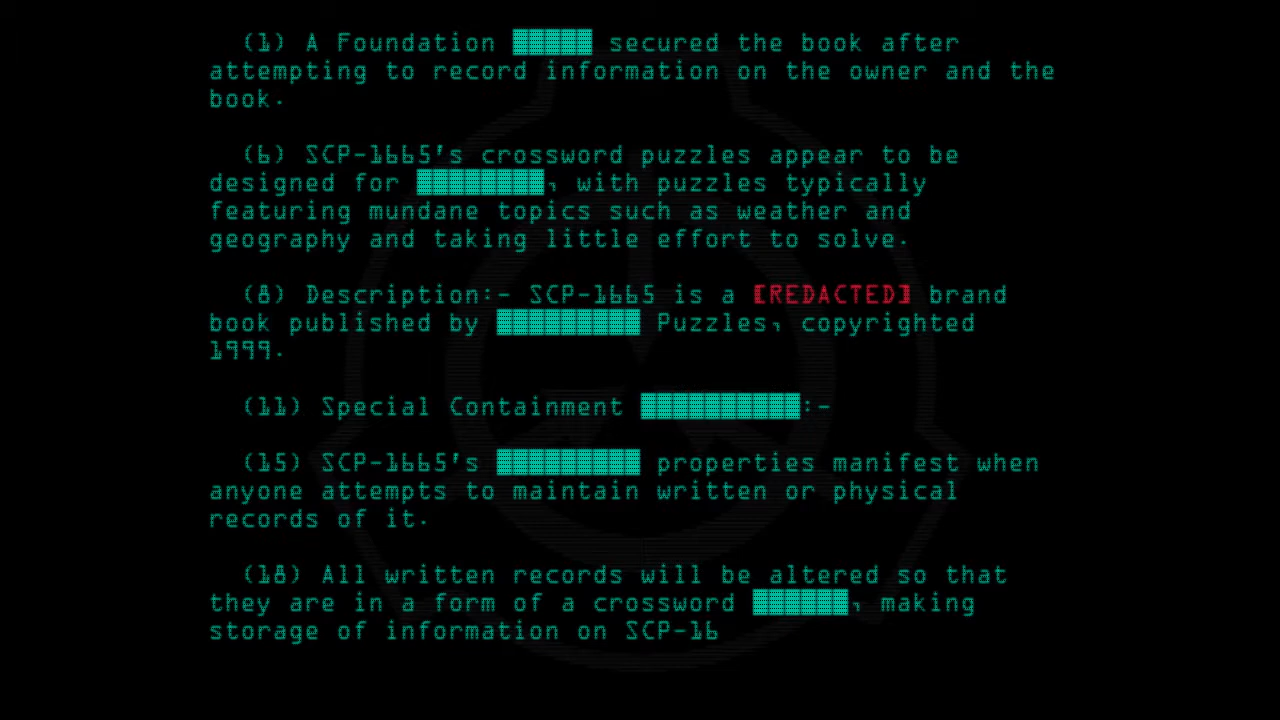 (1) A Foundation █████ secured the book after
attempting to record information on the owner and the
book.
(6) SCP-1665's crossword puzzles appear to be
designed for ████████, with puzzles typically
featuring mundane topics such as weather and
geography and taking little effort to solve.
(8) Description:- SCP-1665 is a [REDACTED] brand
book published by █████████ Puzzles, copyrighted
1999.
(11) Special Containment ██████████:-
(15) SCP-1665's █████████ properties manifest when
anyone attempts to maintain written or physical
records of it.
(18) All written records will be altered so that
they are in a form of a crossword ██████, making
storage of information on SCP-16